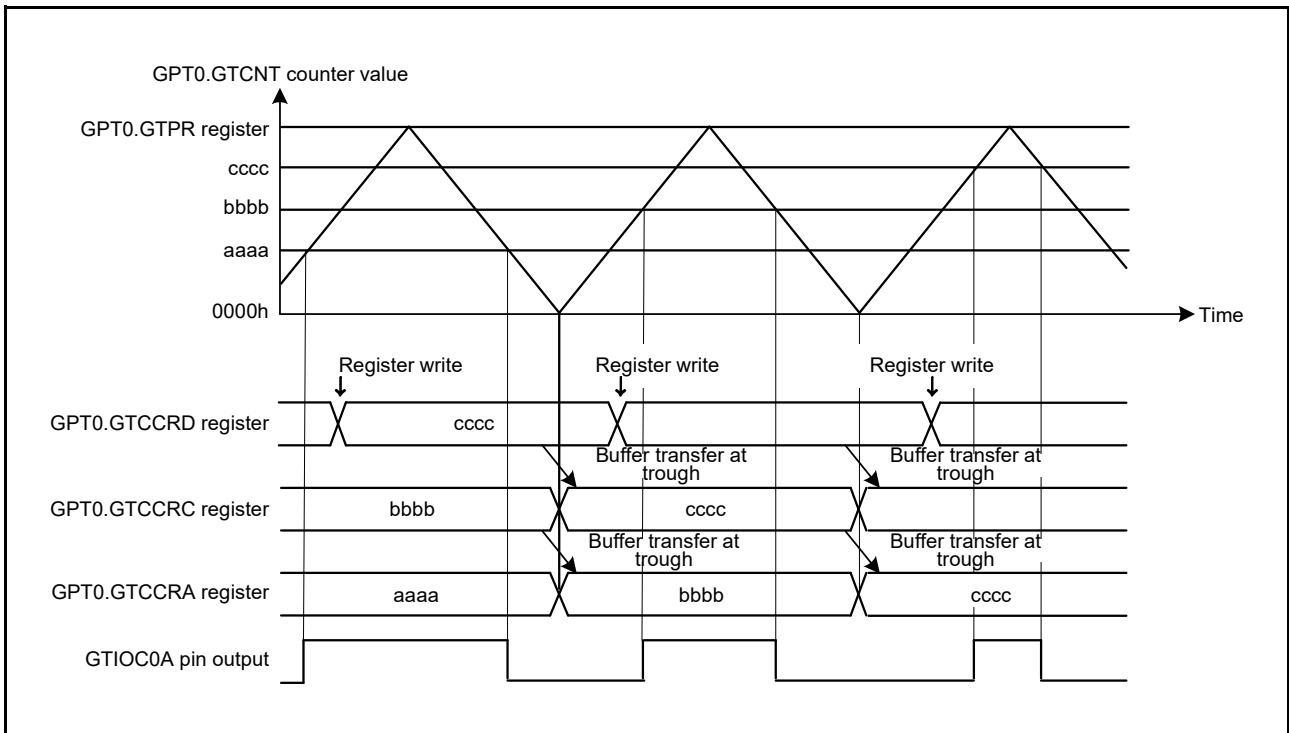 GPT0.GTCNT counter value
GPT0.GTPR register
cccc
bbbb
aaaa
0000h
Time
Register write
Register write
Register write
GPT0.GTCCRD register
cccc
Buffer transfer at
trough
Buffer transfer at
trough
GPT0.GTCCRC register
bbbb
cccc
Buffer transfer at
trough
Buffer transfer at
trough
GPT0.GTCCRA register
aaaa
bbbb
cccc
GTIOC0A pin output